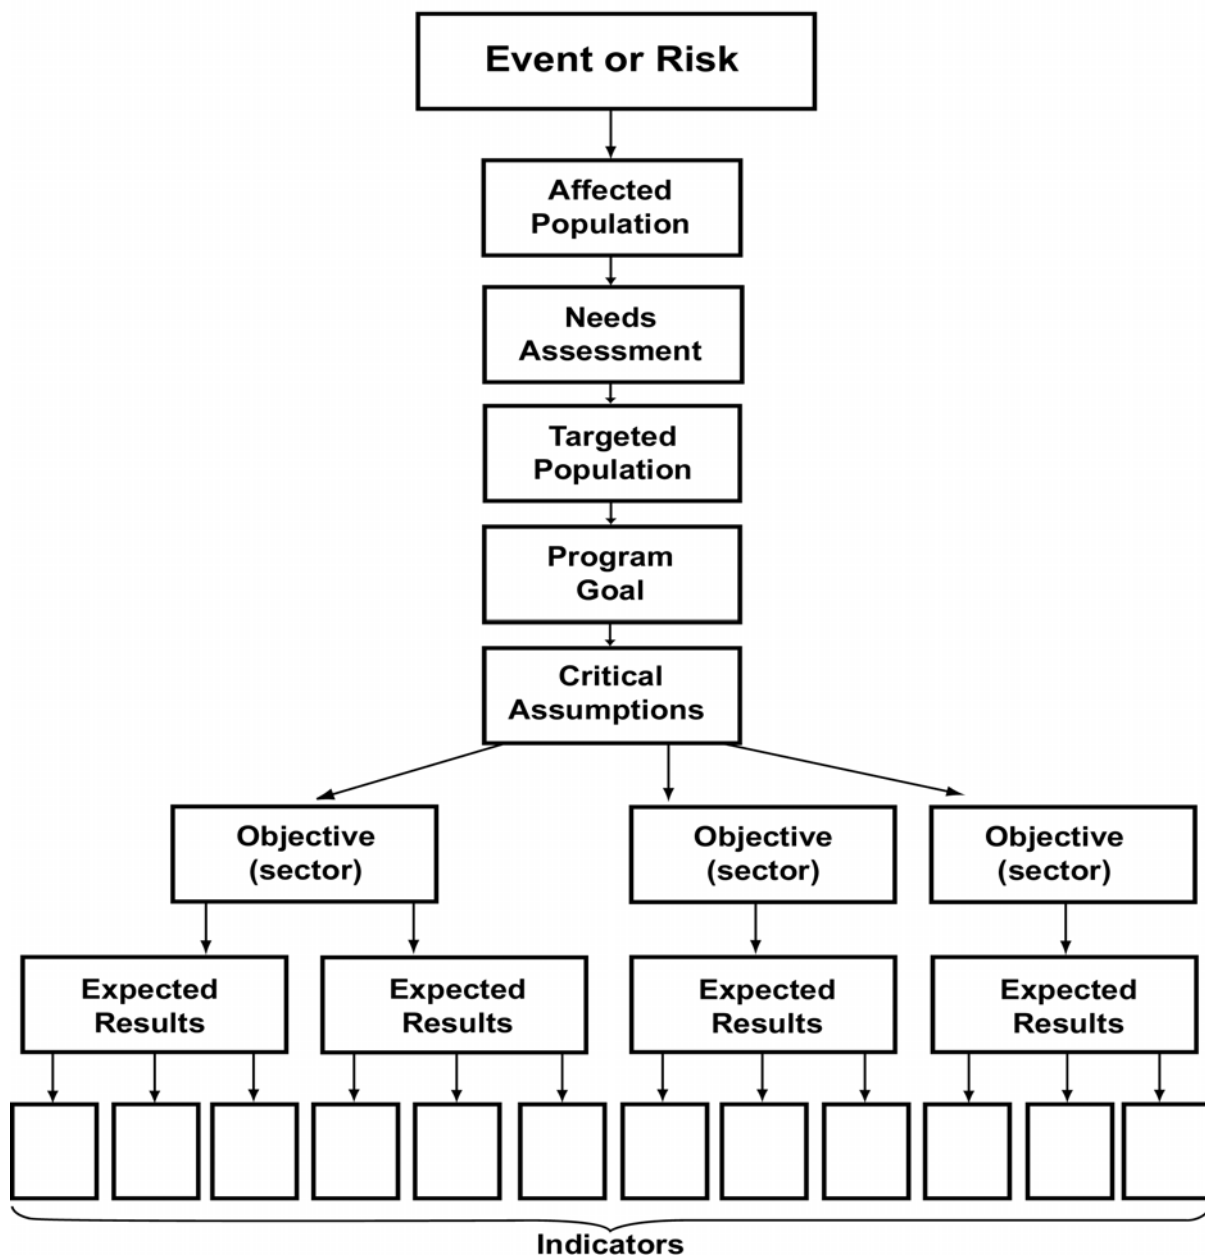 Event or Risk
Affected
Population
Needs
Assessment
Targeted
Population
Program
Goal
Critical
Assumptions
Objective
(sector)
Objective
(sector)
Objective
(sector)
Expected
Results
Expected
Results
Expected
Results
Expected
Results
Indicators